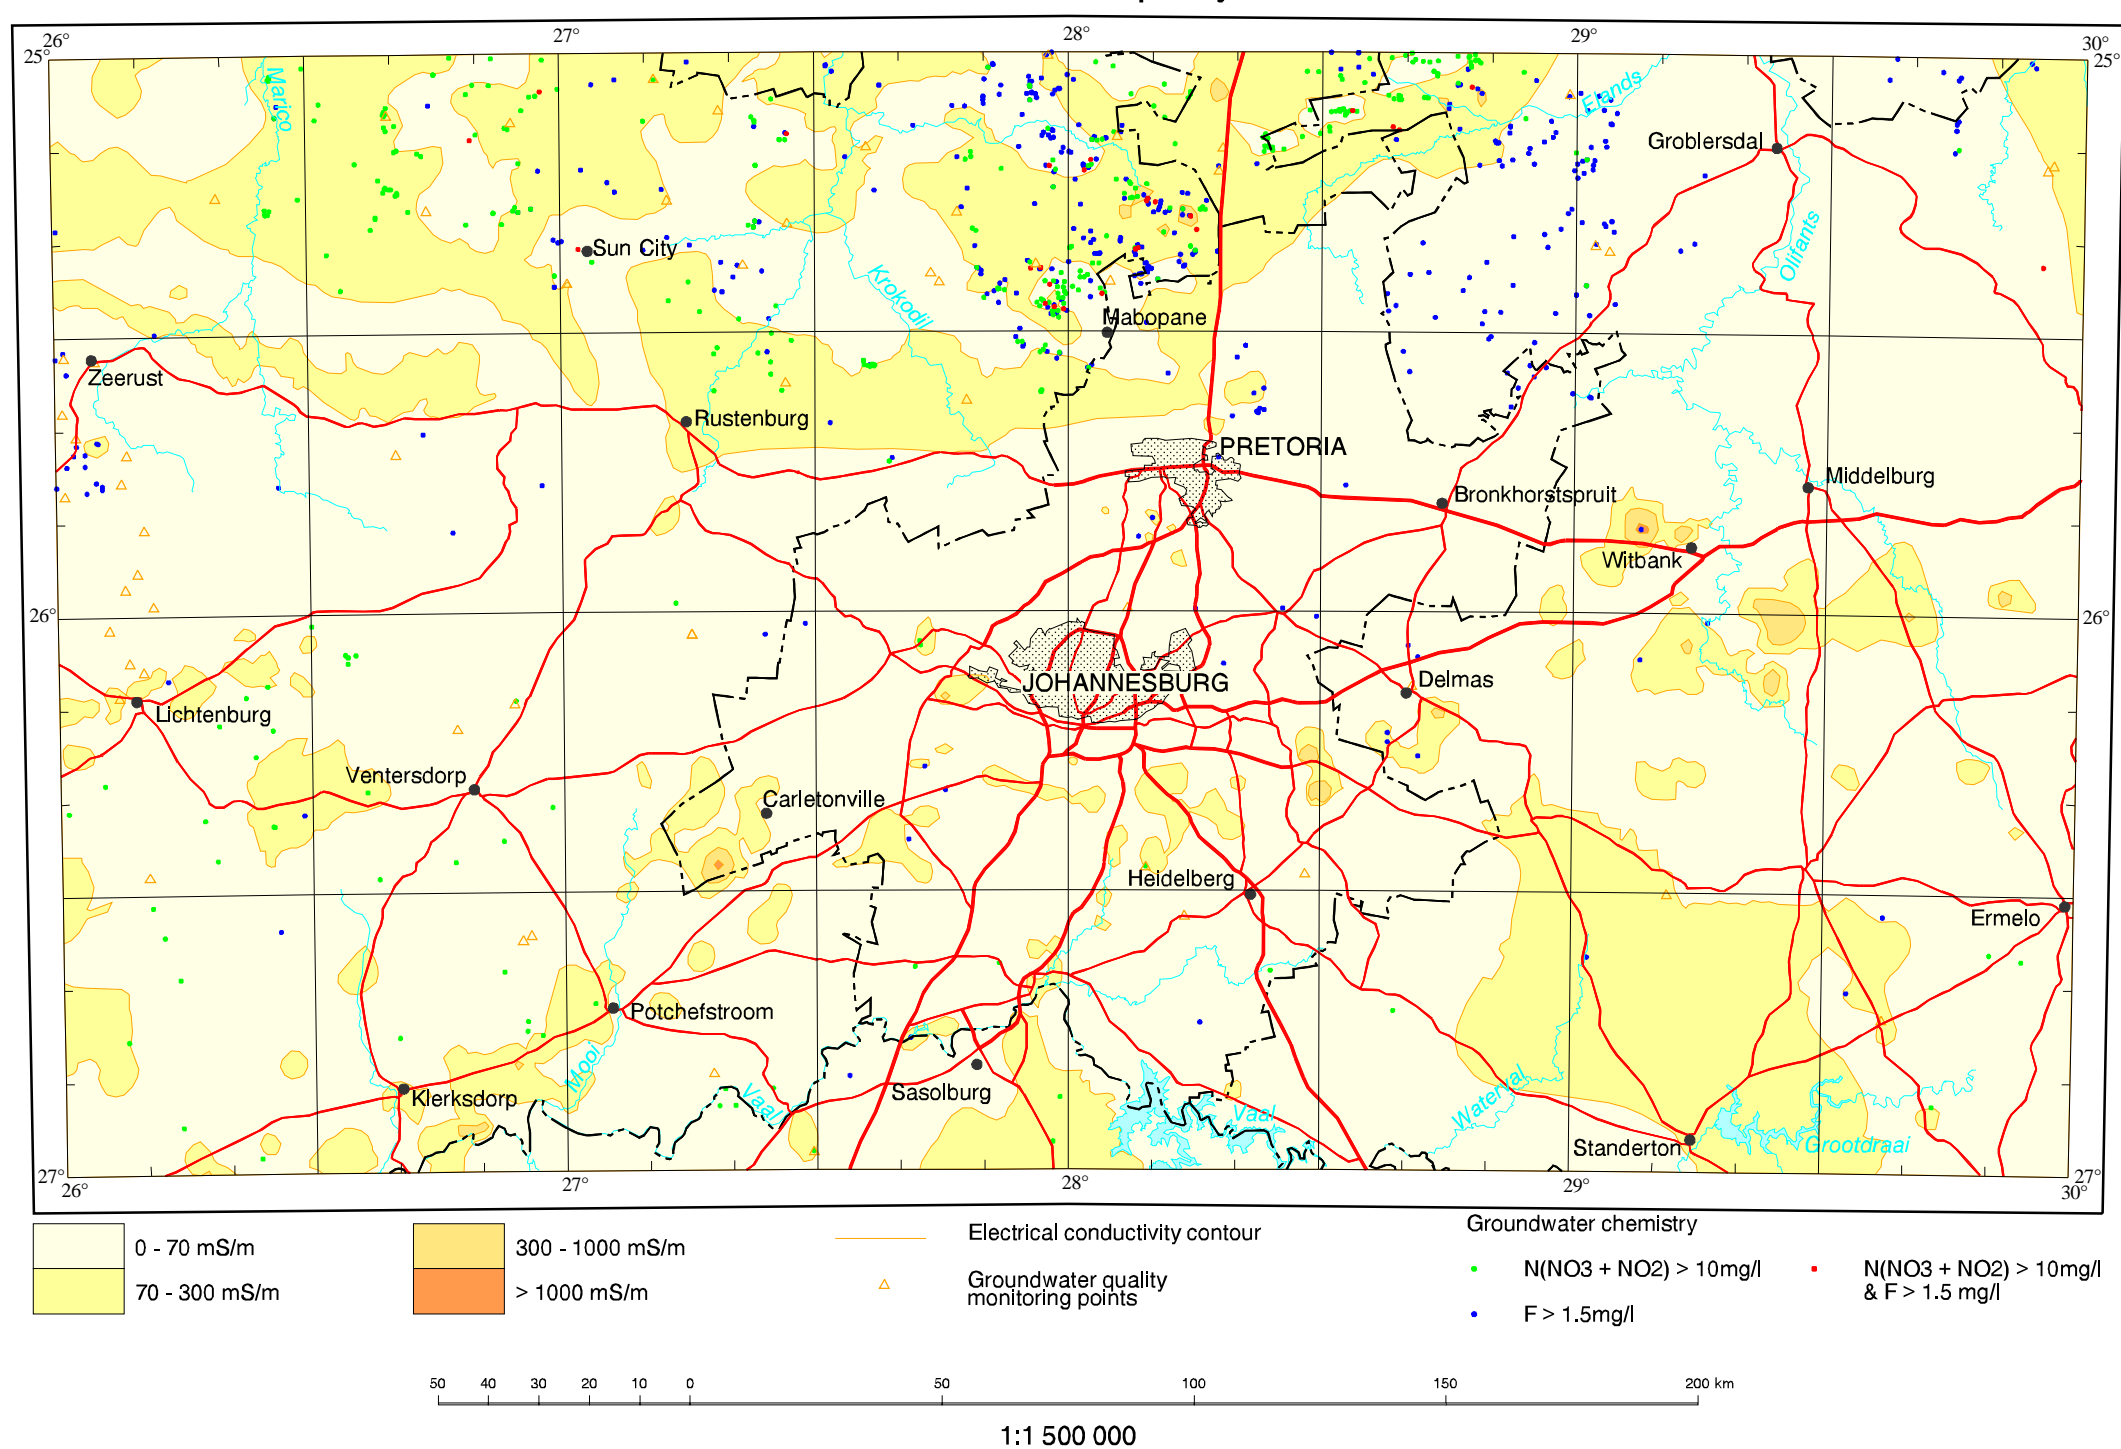 26°
27°
28°
29°
30°
25°
25°
Marico
Elands
Groblersdal
Sun City
Olifants
Krokodil
Mabopane
Zeerust
Rustenburg
PRETORIA
Middelburg
Bronkhorstspruit
Witbank
26°
26°
JOHANNESBURG
Delmas
Lichtenburg
Ventersdorp
Carletonville
Heidelberg
Ermelo
Potchefstroom
Mooi
Klerksdorp
Vaal
Sasolburg
Vaal
Waterval
Standerton
Grootdraai
27°
27°
26°
27°
28°
29°
30°
0 - 70 mS/m
70 - 300 mS/m
300 - 1000 mS/m
> 1000 mS/m
Electrical conductivity contour
Groundwater quality
monitoring points
Groundwater chemistry
N(NO3 + NO2) > 10mg/l
F > 1.5mg/l
N(NO3 + NO2) > 10mg/l
& F > 1.5 mg/l
50 40 30 20 10 0 50 100 150 200 km
1:1 500 000